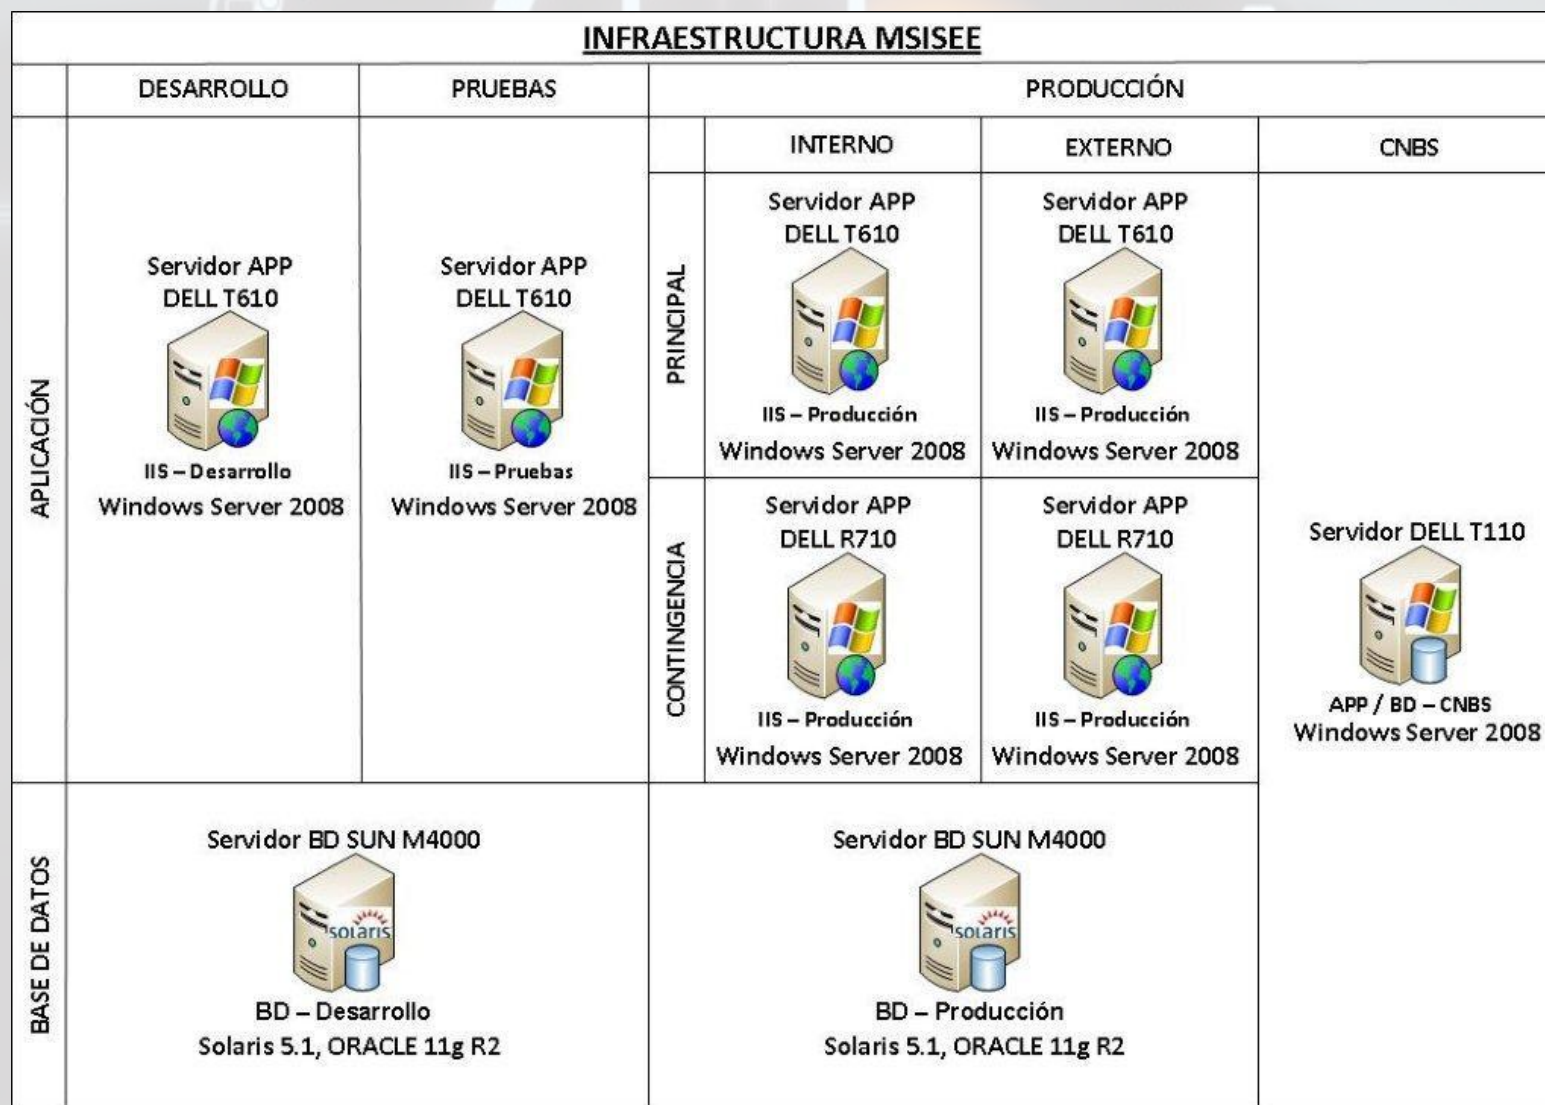 INFRAESTRUCTURA MSISEE
DESARROLLO
PRUEBAS
PRODUCCIÓN
INTERNO
EXTERNO
CNBS
APLICACIÓN
Servidor APP
DELL T610
IIS – Desarrollo
Windows Server 2008
Servidor APP
DELL T610
IIS – Pruebas
Windows Server 2008
PRINCIPAL
Servidor APP
DELL T610
IIS – Producción
Windows Server 2008
Servidor APP
DELL T610
IIS – Producción
Windows Server 2008
CONTINGENCIA
Servidor APP
DELL R710
IIS – Producción
Windows Server 2008
Servidor APP
DELL R710
IIS – Producción
Windows Server 2008
Servidor DELL T110
APP / BD – CNBS
Windows Server 2008
BASE DE DATOS
Servidor BD SUN M4000
solaris
BD – Desarrollo
Solaris 5.1, ORACLE 11g R2
Servidor BD SUN M4000
solaris
BD – Producción
Solaris 5.1, ORACLE 11g R2